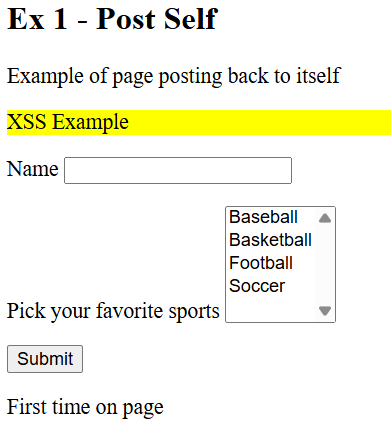 Ex 1 - Post Self
Example of page posting back to itself
XSS Example
Name
Baseball
Basketball
Football
Soccer
Pick your favorite sports
Submit
First time on page